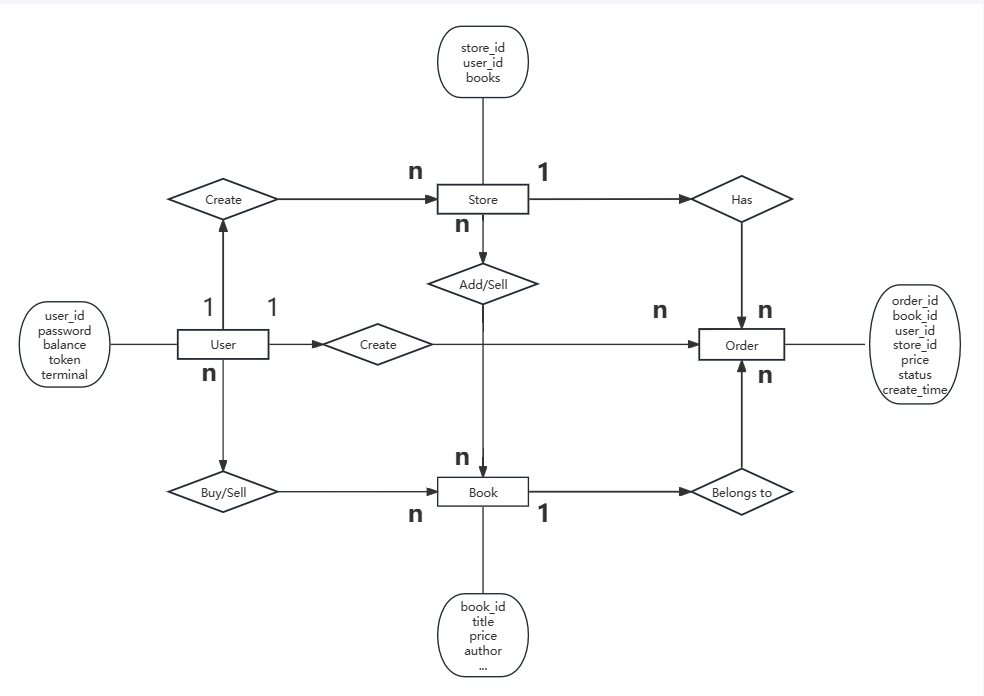 store_id
user_id
books
n
1
Create
Store
Has
n
Add/Sell
1
1
n
n
user_id
password
balance
token
terminal
User
Create
Order
order_id
book_id
user_id
store_id
price
status
create_time
n
n
n
Buy/Sell
Book
Belongs to
n
1
book_id
title
price
author
...